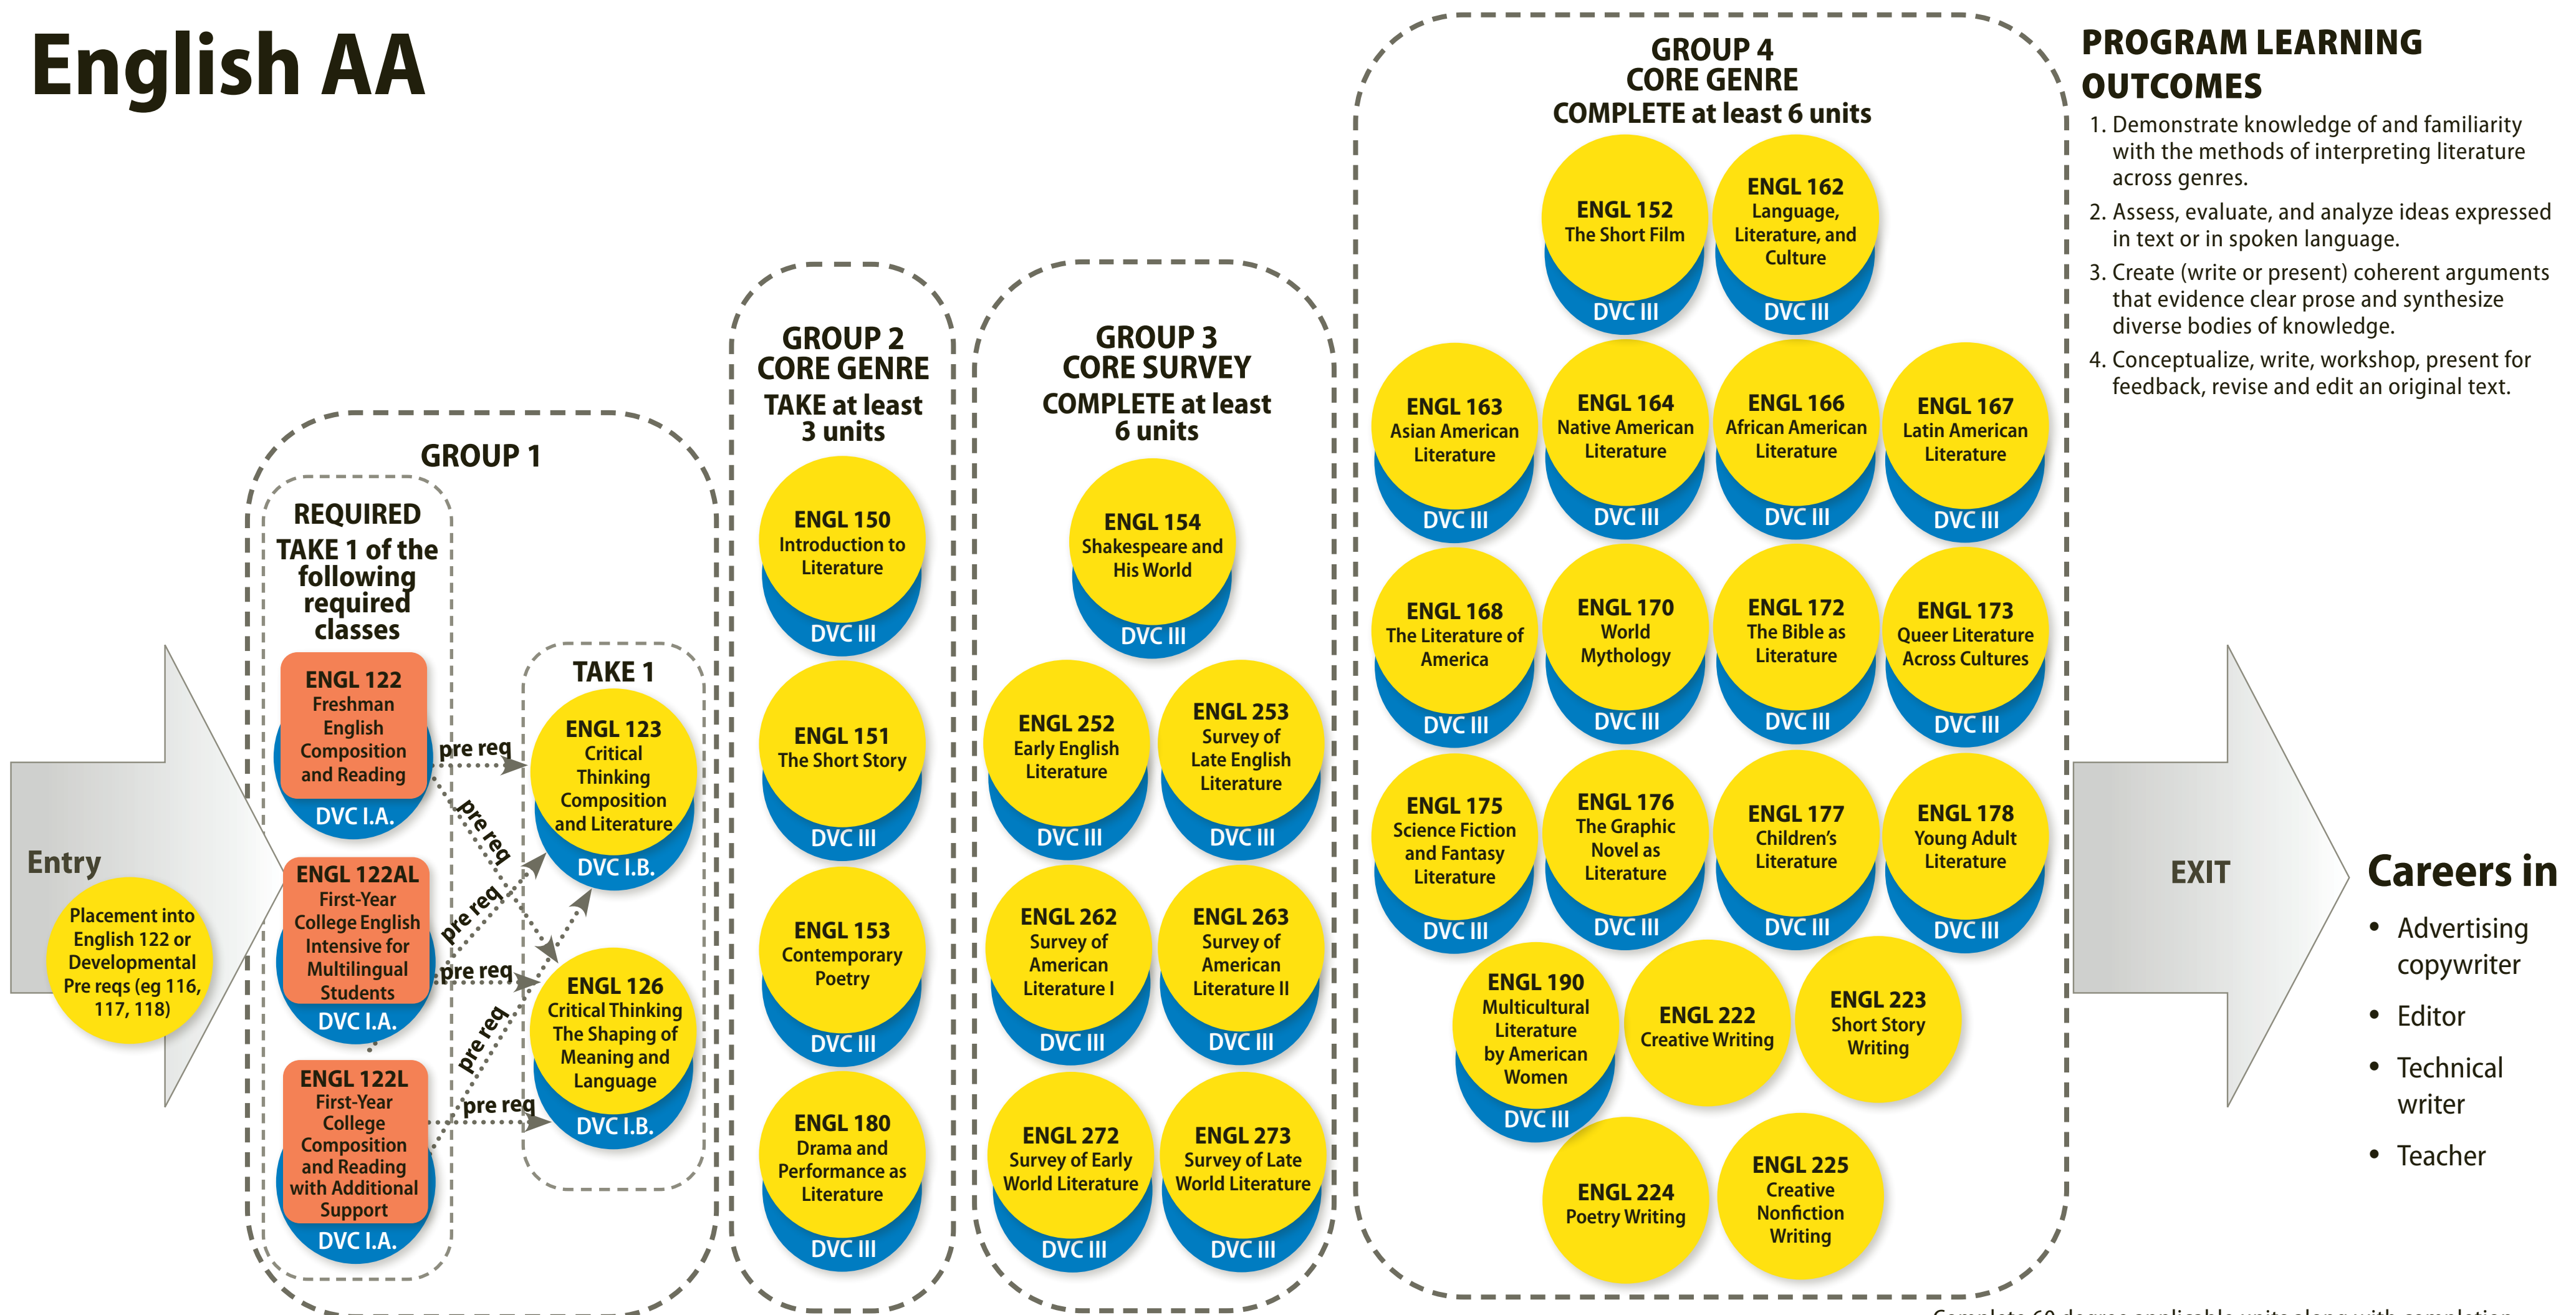 English AA
Entry
Placement into
English 122 or
Developmental
Pre reqs (eg 116,
117, 118)
GROUP 1
REQUIRED
TAKE 1 of the
following
required
classes
ENGL 122
Freshman
English
Composition
and Reading
DVC I.A.
ENGL 122AL
First-Year
College English
Intensive for
Multilingual
Students
DVC I.A.
ENGL 122L
First-Year
College
Composition
and Reading
with Additional
Support
DVC I.A.
pre req
pre req
pre req
pre req
pre req
pre req
TAKE 1
ENGL 123
Critical
Thinking
Composition
and Literature
DVC I.B.
ENGL 126
Critical Thinking
The Shaping of
Meaning and
Language
DVC I.B.
GROUP 2
CORE GENRE
TAKE at least
3 units
ENGL 150
Introduction to
Literature
DVC III
ENGL 151
The Short Story
DVC III
ENGL 153
Contemporary
Poetry
DVC III
ENGL 180
Drama and
Performance as
Literature
DVC III
GROUP 3
CORE SURVEY
COMPLETE at least
6 units
ENGL 154
Shakespeare and
His World
DVC III
ENGL 252
Early English
Literature
DVC III
ENGL 253
Survey of
Late English
Literature
DVC III
ENGL 262
Survey of
American
Literature I
DVC III
ENGL 263
Survey of
American
Literature II
DVC III
ENGL 272
Survey of Early
World Literature
DVC III
ENGL 273
Survey of Late
World Literature
DVC III
GROUP 4
CORE GENRE
COMPLETE at least 6 units
ENGL 152
The Short Film
DVC III
ENGL 162
Language,
Literature, and
Culture
DVC III
ENGL 163
Asian American
Literature
DVC III
ENGL 164
Native American
Literature
DVC III
ENGL 166
African American
Literature
DVC III
ENGL 167
Latin American
Literature
DVC III
ENGL 168
The Literature of
America
DVC III
ENGL 170
World
Mythology
DVC III
ENGL 172
The Bible as
Literature
DVC III
ENGL 173
Queer Literature
Across Cultures
DVC III
ENGL 175
Science Fiction
and Fantasy
Literature
DVC III
ENGL 176
The Graphic
Novel as
Literature
DVC III
ENGL 177
Children's
Literature
DVC III
ENGL 178
Young Adult
Literature
DVC III
ENGL 190
Multicultural
Literature
by American
Women
DVC III
ENGL 222
Creative Writing
ENGL 223
Short Story
Writing
ENGL 224
Poetry Writing
ENGL 225
Creative
Nonfiction
Writing
PROGRAM LEARNING
OUTCOMES
1. Demonstrate knowledge of and familiarity
with the methods of interpreting literature
across genres.
2. Assess, evaluate, and analyze ideas expressed
in text or in spoken language.
3. Create (write or present) coherent arguments
that evidence clear prose and synthesize
diverse bodies of knowledge.
4. Conceptualize, write, workshop, present for
feedback, revise and edit an original text.
EXIT
Careers in
• Advertising
copywriter
• Editor
• Technical
writer
• Teacher
Complete 60 degree applicable units along with completion